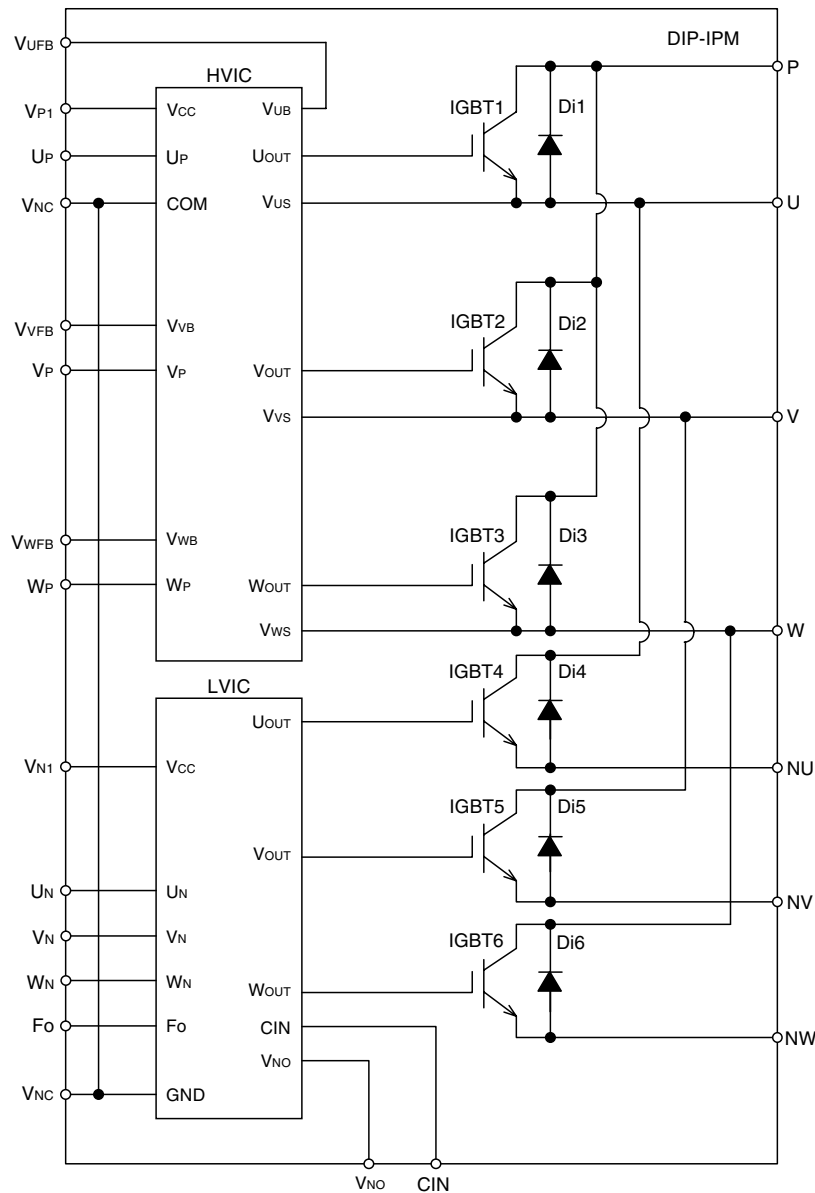 DIP-IPM
VUFB
P
HVIC
IGBT1
Di1
VP1
VCC
VUB
UP
UP
UOUT
VNC
COM
VUS
U
IGBT2
Di2
VVFB
VVB
VP
VP
VOUT
VVS
V
IGBT3
Di3
VWFB
VWB
WP
WP
WOUT
VWS
W
IGBT4
Di4
LVIC
UOUT
VN1
VCC
NU
IGBT5
Di5
VOUT
UN
UN
NV
VN
VN
IGBT6
Di6
WN
WN
WOUT
Fo
Fo
CIN
NW
VNO
VNC
GND
VNO
CIN